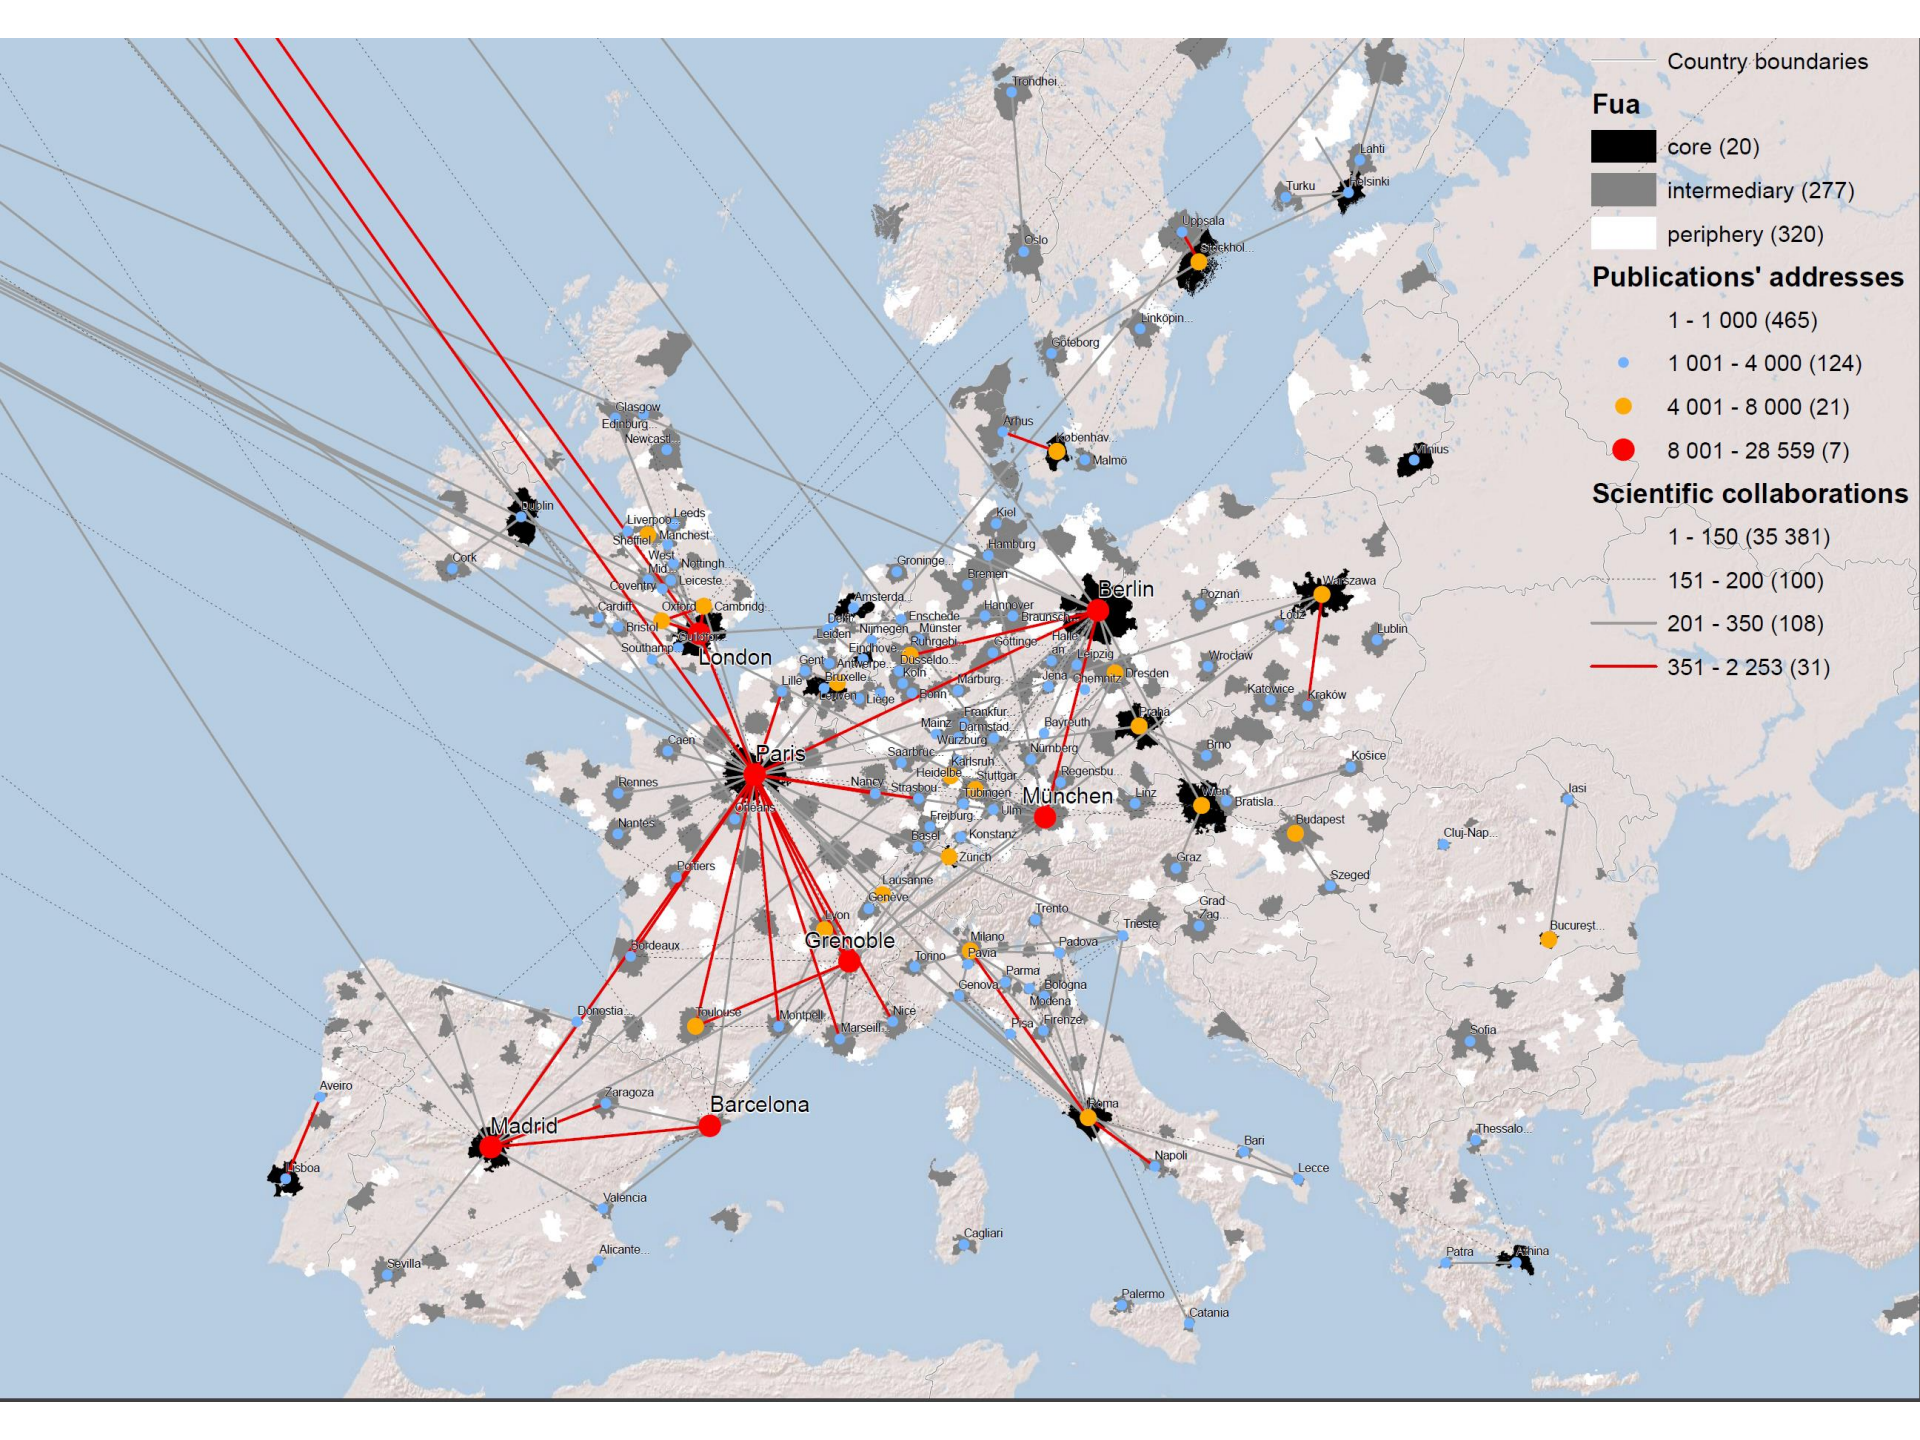 Country boundaries
Fua
core (20)
intermediary (277)
periphery (320)
Publications' addresses
1 - 1 000 (465)
1 001 - 4 000 (124)
4 001 - 8 000 (21)
8 001 - 28 559 (7)
Scientific collaborations
1 - 150 (35 381)
151 - 200 (100)
201 - 350 (108)
351 - 2 253 (31)
Trondhei...
Lahti
Helsinki
Turku
Uppsala
Stockhol...
Oslo
Linköpin...
Göteborg
Glasgow
Edinburg...
Newcastl...
Århus
Københav...
Malmö
Vilnius
Dublin
Kiel
Leeds
Liverpoo...
Manchest...
Sheffiel...
Hamburg
Cork
West
Mid...
Nottingh...
Groninge...
Bremen
Leiceste...
Coventry
Berlin
Warszawa
Poznań
Amsterda...
Cardiff
Oxford
Cambridg...
Hannover
Braunsch...
Łódź
Lublin
Delft
Enschede
Bristol
Leiden
Nijmegen
Münster
Ruhrgebi...
Göttinge...
Halle
an...
Southamp...
London
Eindhove...
Gent
Antwerpe...
Düsseldo...
Leipzig
Wrocław
Lille
Bruxelle...
Leuven
Liège
Köln
Bonn
Marburg
Jena
Chemnitz
Dresden
Katowice
Kraków
Praha
Frankfur...
Mainz
Darmstad...
Würzburg
Bayreuth
Caen
Paris
Saarbruc...
Nürnberg
Brno
Košice
Karlsruh...
Heidelbe...
Stuttgar...
Regensbu...
Rennes
Nancy
Strasbou...
Tübingen
München
Linz
Wien
Bratisla...
Iasi
Orléans
Ulm
Freiburg...
Nantes
Basel
Konstanz
Budapest
Cluj-Nap...
Zürich
Graz
Poitiers
Szeged
Lausanne
Genève
Lyon
Trento
Grad
Zag...
Trieste
Bucureşt...
Grenoble
Bordeaux
Milano
Pavia
Padova
Torino
Parma
Genova
Bologna
Modena
Donostia...
Toulouse
Montpell...
Marseill...
Nice
Pisa
Firenze
Sofia
Aveiro
Zaragoza
Barcelona
Madrid
Roma
Thessalo...
Bari
Napoli
Lisboa
Lecce
Valencia
Cagliari
Alicante...
Sevilla
Patra
Athina
Palermo
Catania